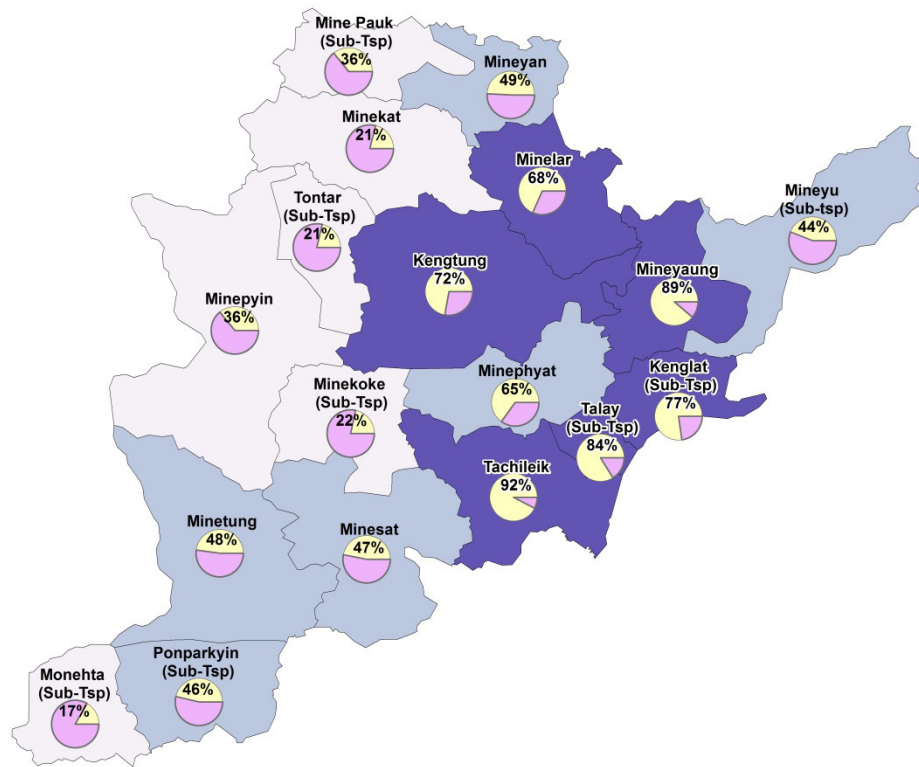 Mine Pauk
(Sub-Tsp)
36%
Mineyan
49%
Minekat
21%
Minelar
68%
Mineyu
(Sub-tsp)
44%
Tontar
(Sub-Tsp)
21%
Kengtung
72%
Mineyaung
89%
Minepyin
36%
Minephyat
65%
Kenglat
(Sub-Tsp)
77%
Minekoke
(Sub-Tsp)
22%
Talay
(Sub-Tsp)
84%
Tachileik
92%
Minetung
48%
Minesat
47%
Ponparkyin
(Sub-Tsp)
46%
Monehta
(Sub-Tsp)
17%